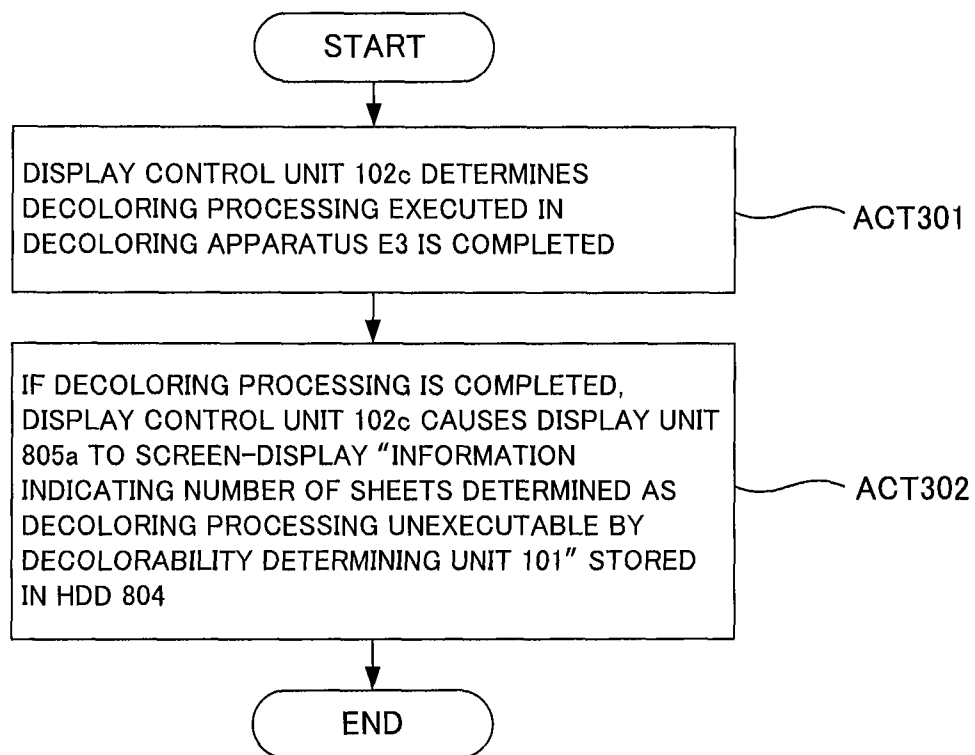 START
DISPLAY CONTROL UNIT 102c DETERMINES
DECOLORING PROCESSING EXECUTED IN
DECOLORING APPARATUS E3 IS COMPLETED
ACT301
IF DECOLORING PROCESSING IS COMPLETED,
DISPLAY CONTROL UNIT 102c CAUSES DISPLAY UNIT
805a TO SCREEN-DISPLAY "INFORMATION
INDICATING NUMBER OF SHEETS DETERMINED AS
DECOLORING PROCESSING UNEXECUTABLE BY
DECOLORABILITY DETERMINING UNIT 101" STORED
IN HDD 804
ACT302
END